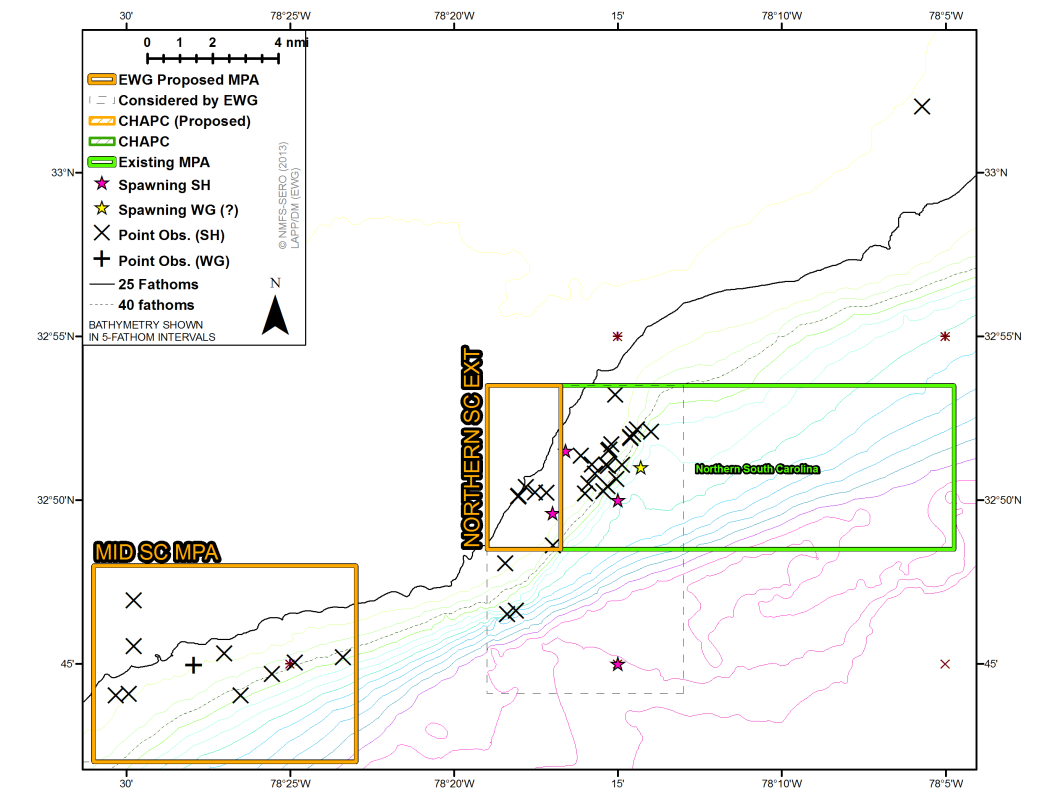 30'
78°25'W
78°20'W
15'
78°10'W
78°5'W
0 1 2 4 nmi
EWG Proposed MPA
Considered by EWG
CHAPC (Proposed)
CHAPC
Existing MPA
Spawning SH
Spawning WG (?)
Point Obs. (SH)
Point Obs. (WG)
25 Fathoms
40 fathoms
BATHYMETRY SHOWN
IN 5-FATHOM INTERVALS
© NMFS-SERO (2013)
LAPP/DM (EWG)
N
33°N
33°N
32°55'N
32°55'N
NORTHERN SC EXT
Northern South Carolina
32°50'N
32°50'N
MID SC MPA
45'
45'
30'
78°25'W
78°20'W
15'
78°10'W
78°5'W